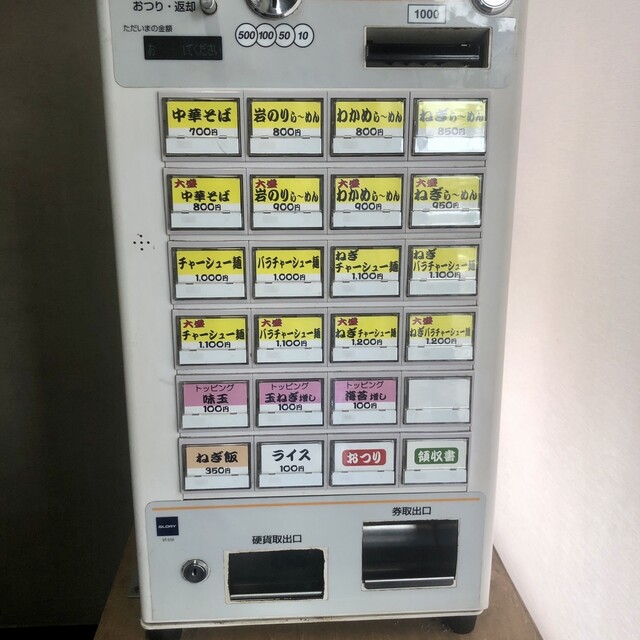 おつり・返却
ただいまの金額
500 100 50 10
1000
中華そば
700円
岩のりら～めん
800円
わかめら～めん
800円
ねぎら～めん
850円
大盛
中華そば
800円
大盛
岩のりら～めん
900円
大盛
わかめら～めん
900円
大盛
ねぎら～めん
950円
チャーシュー麺
1,000円
バラチャーシュー麺
1,000円
ねぎ
チャーシュー麺
1,100円
ねぎ
バラチャーシュー麺
1,100円
大盛
チャーシュー麺
1,100円
大盛
バラチャーシュー麺
1,100円
大盛
ねぎチャーシュー麺
1,200円
大盛
ねぎバラチャーシュー麺
1,200円
トッピング
味玉
100円
トッピング
玉ねぎ増し
100円
トッピング
海苔増し
100円
ねぎ飯
350円
ライス
100円
おつり
領収書
GLORY
硬貨取出口
券取出口